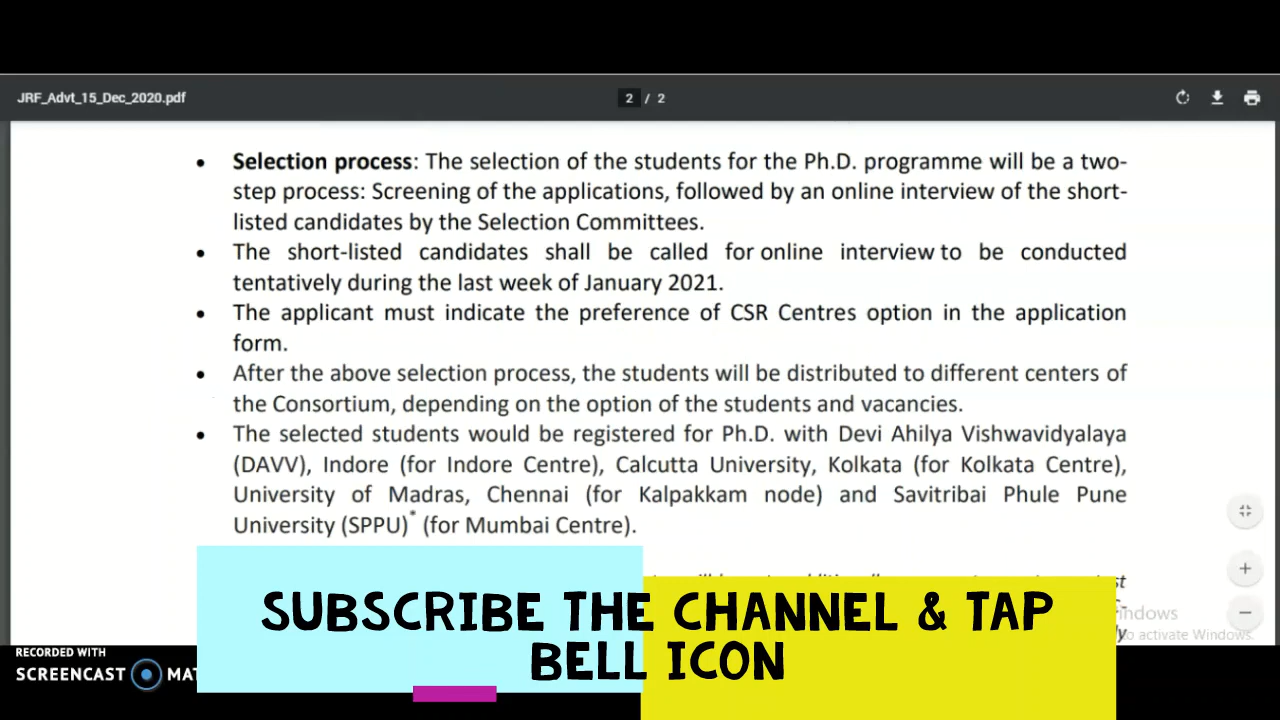 JRF_Advt_15_Dec_2020.pdf
2 / 2
• Selection process: The selection of the students for the Ph.D. programme will be a two-
step process: Screening of the applications, followed by an online interview of the short-
listed candidates by the Selection Committees.
• The short-listed candidates shall be called for online interview to be conducted
tentatively during the last week of January 2021.
• The applicant must indicate the preference of CSR Centres option in the application
form.
• After the above selection process, the students will be distributed to different centers of
the Consortium, depending on the option of the students and vacancies.
• The selected students would be registered for Ph.D. with Devi Ahilya Vishwavidyalaya
(DAVV), Indore (for Indore Centre), Calcutta University, Kolkata (for Kolkata Centre),
University of Madras, Chennai (for Kalpakkam node) and Savitribai Phule Pune
University (SPPU)* (for Mumbai Centre).
SUBSCRIBE THE CHANNEL & TAP
BELL ICON
to activate Windows.
RECORDED WITH
SCREENCAST MAT